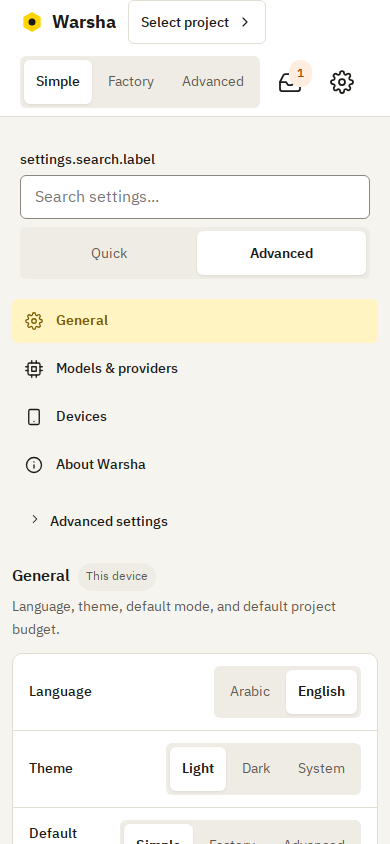 Warsha
Select project
Simple Factory Advanced
1
settings.search.label
Search settings...
Quick Advanced
General
Models & providers
Devices
About Warsha
Advanced settings
General This device
Language, theme, default mode, and default project
budget.
Language Arabic English
Theme Light Dark System
Default Simple Factory Advanced